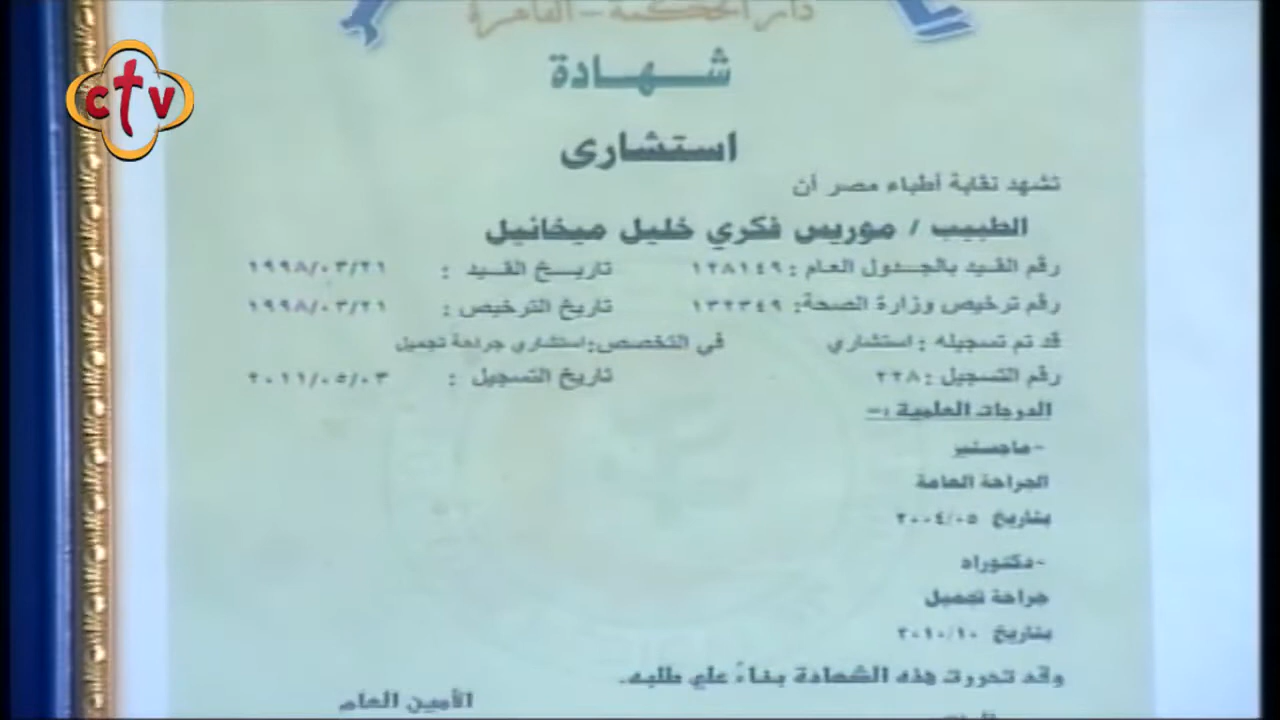 دار الحكمة - القاهرة
ctv
شهادة
استشارى
تشهد نقابة أطباء مصر أن
الطبيب / موريس فكري خليل ميخائيل
رقم القيد بالجدول العام : ١٢٨١٤٩ تاريخ القيد : ١٩٩٨/٠٣/٢١
رقم ترخيص وزارة الصحة: ١٣٢٣٤٩ تاريخ الترخيص : ١٩٩٨/٠٣/٢١
قد تم تسجيله : استشاري في التخصص: استشاري جراحة تجميل
رقم التسجيل : ٢٢٨ تاريخ التسجيل : ٢٠١١/٠٥/٠٣
الدرجات العلمية :-
-ماجستير
الجراحة العامة
بتاريخ ٢٠٠٤/٠٥
-دكتوراه
جراحة تجميل
بتاريخ ٢٠١٠/١٠
وقد تحررت هذه الشهادة بناءً علي طلبه.
الأمين العام